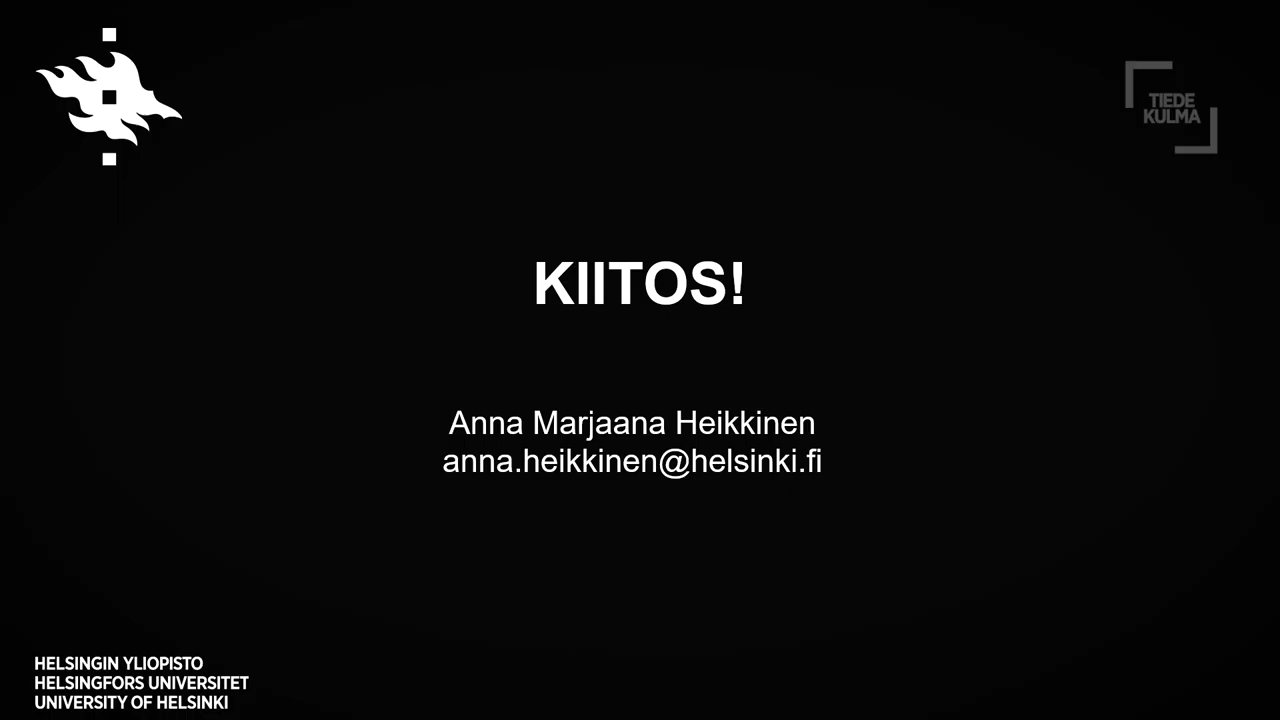 TIEDE
KULMA
KIITOS!
Anna Marjaana Heikkinen
anna.heikkinen@helsinki.fi
HELSINGIN YLIOPISTO
HELSINGFORS UNIVERSITET
UNIVERSITY OF HELSINKI